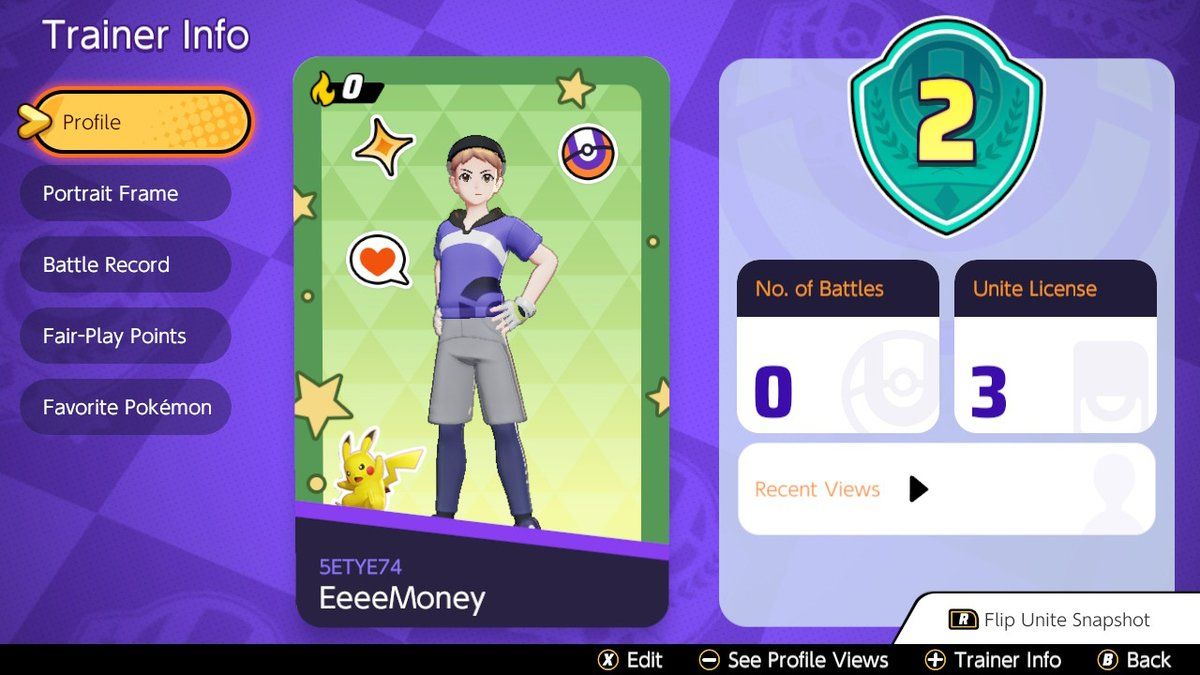 Trainer Info
Profile
Portrait Frame
Battle Record
Fair-Play Points
Favorite Pokémon
0
5ETYE74
EeeeMoney
2
No. of Battles
0
Unite License
3
Recent Views
R Flip Unite Snapshot
X Edit
See Profile Views
Trainer Info
B Back